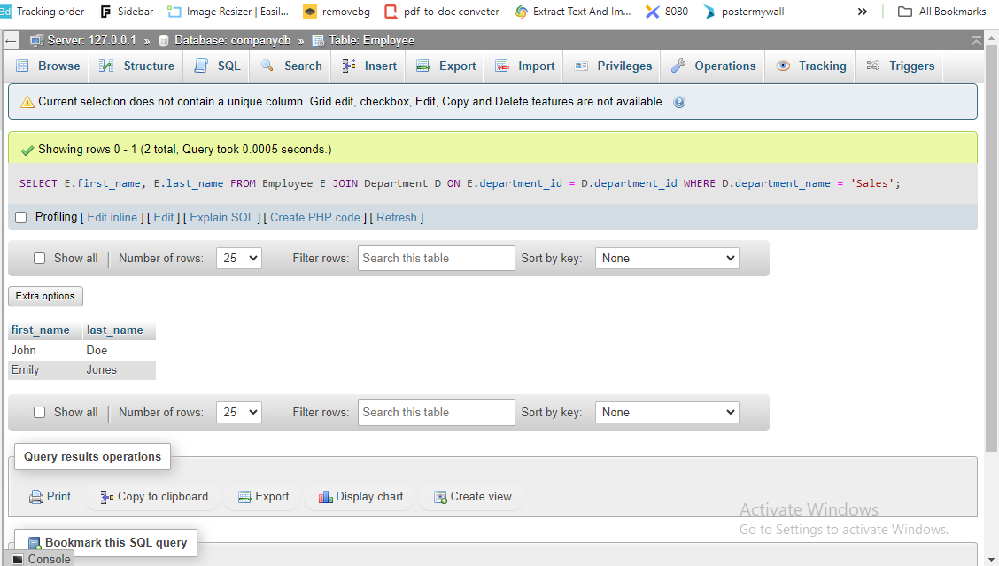 Bd Tracking order Sidebar Image Resizer | Easil... removebg pdf-to-doc conveter Extract Text And Im... 8080 postermywall » All Bookmarks
Server: 127.0.0.1 » Database: companydb » Table: Employee
Browse Structure SQL Search Insert Export Import Privileges Operations Tracking Triggers
Current selection does not contain a unique column. Grid edit, checkbox, Edit, Copy and Delete features are not available.
Showing rows 0 - 1 (2 total, Query took 0.0005 seconds.)
SELECT E.first_name, E.last_name FROM Employee E JOIN Department D ON E.department_id = D.department_id WHERE D.department_name = 'Sales';
Profiling [ Edit inline ] [ Edit ] [ Explain SQL ] [ Create PHP code ] [ Refresh ]
Show all | Number of rows: 25 Filter rows: Search this table Sort by key: None
Extra options
first_name last_name
John Doe
Emily Jones
Show all | Number of rows: 25 Filter rows: Search this table Sort by key: None
Query results operations
Print Copy to clipboard Export Display chart Create view
Activate Windows
Go to Settings to activate Windows.
Bookmark this SQL query
Console